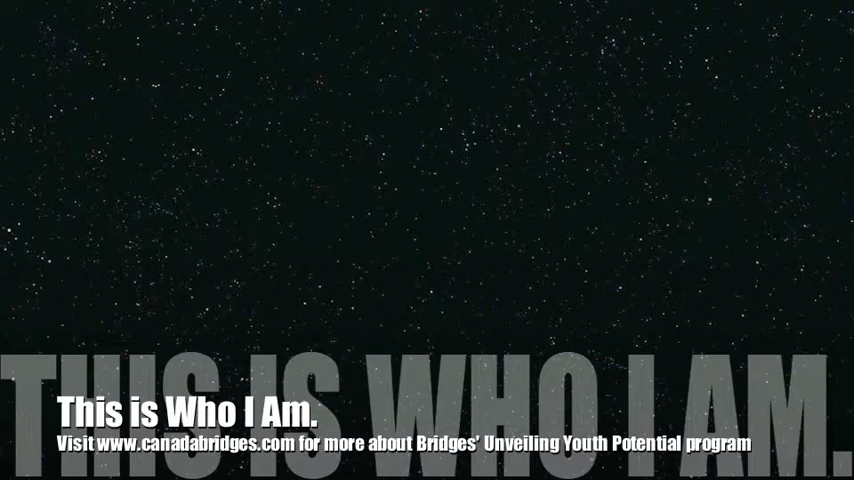 THIS IS WHO I AM.
This is Who I Am.
Visit www.canadabridges.com for more about Bridges' Unveiling Youth Potential program